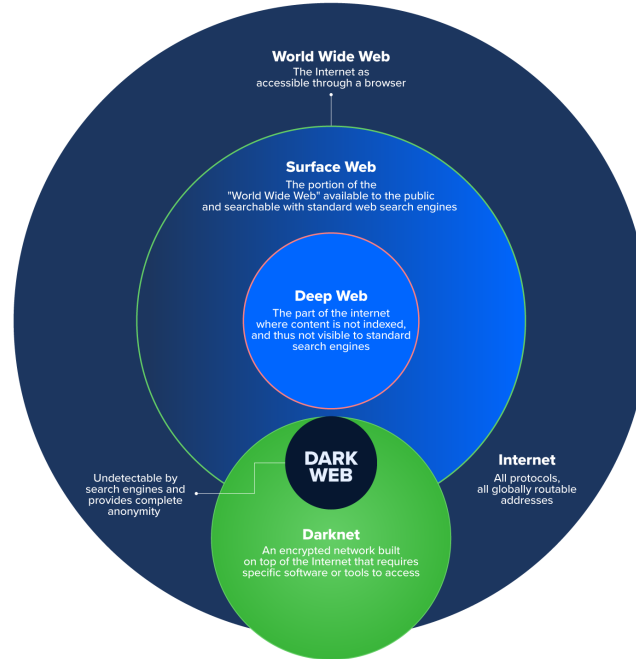 World Wide Web
The Internet as
accessible through a browser
Surface Web
The portion of the
"World Wide Web" available to the public
and searchable with standard web search engines
Deep Web
The part of the internet
where content is not indexed,
and thus not visible to standard
search engines
DARK
WEB
Undetectable by
search engines and
provides complete
anonymity
Internet
All protocols,
all globally routable
addresses
Darknet
An encrypted network built
on top of the Internet that requires
specific software or tools to access